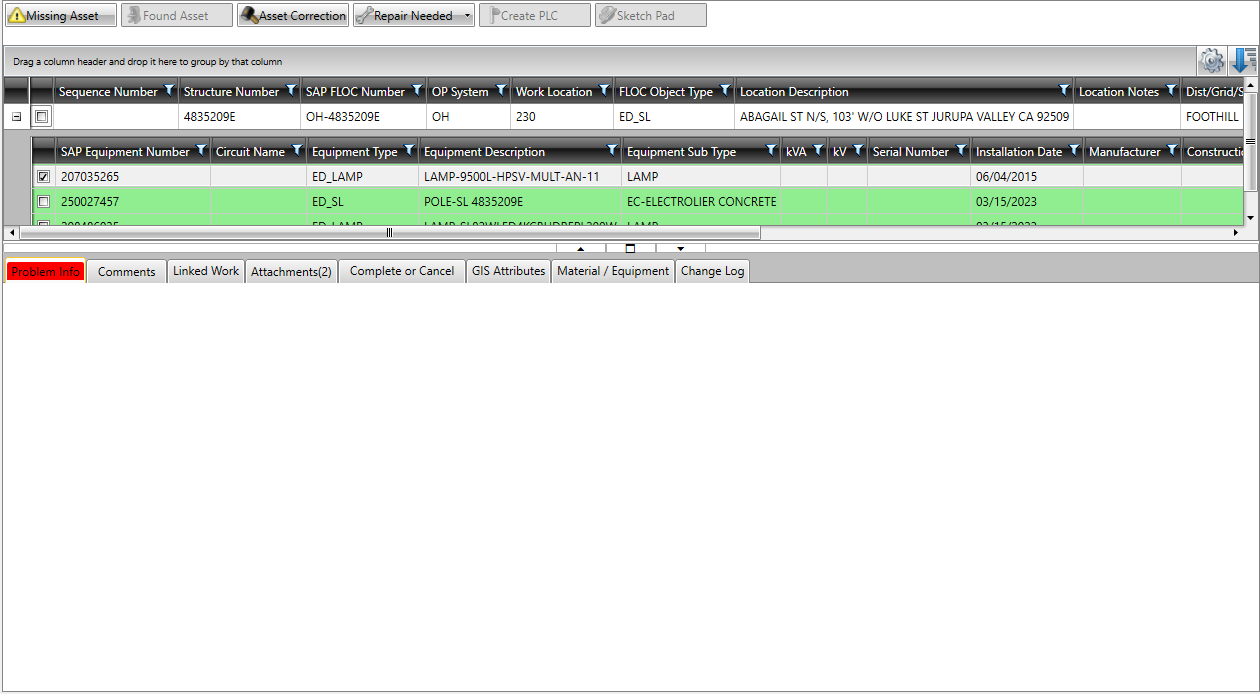 Missing Asset Found Asset Asset Correction Repair Needed Create PLC Sketch Pad
Drag a column header and drop it here to group by that column
Sequence Number Structure Number SAP FLOC Number OP System Work Location FLOC Object Type Location Description Location Notes Dist/Grid/S
4835209E OH-4835209E OH 230 ED_SL ABAGAIL ST N/S, 103' W/O LUKE ST JURUPA VALLEY CA 92509 FOOTHILL
SAP Equipment Number Circuit Name Equipment Type Equipment Description Equipment Sub Type kVA kV Serial Number Installation Date Manufacturer Constructi
207035265 ED_LAMP LAMP-9500L-HPSV-MULT-AN-11 LAMP 06/04/2015
250027457 ED_SL POLE-SL 4835209E EC-ELECTROLIER CONCRETE 03/15/2023
ED_LAMP LAMP 03/15/2023
Problem Info Comments Linked Work Attachments(2) Complete or Cancel GIS Attributes Material / Equipment Change Log